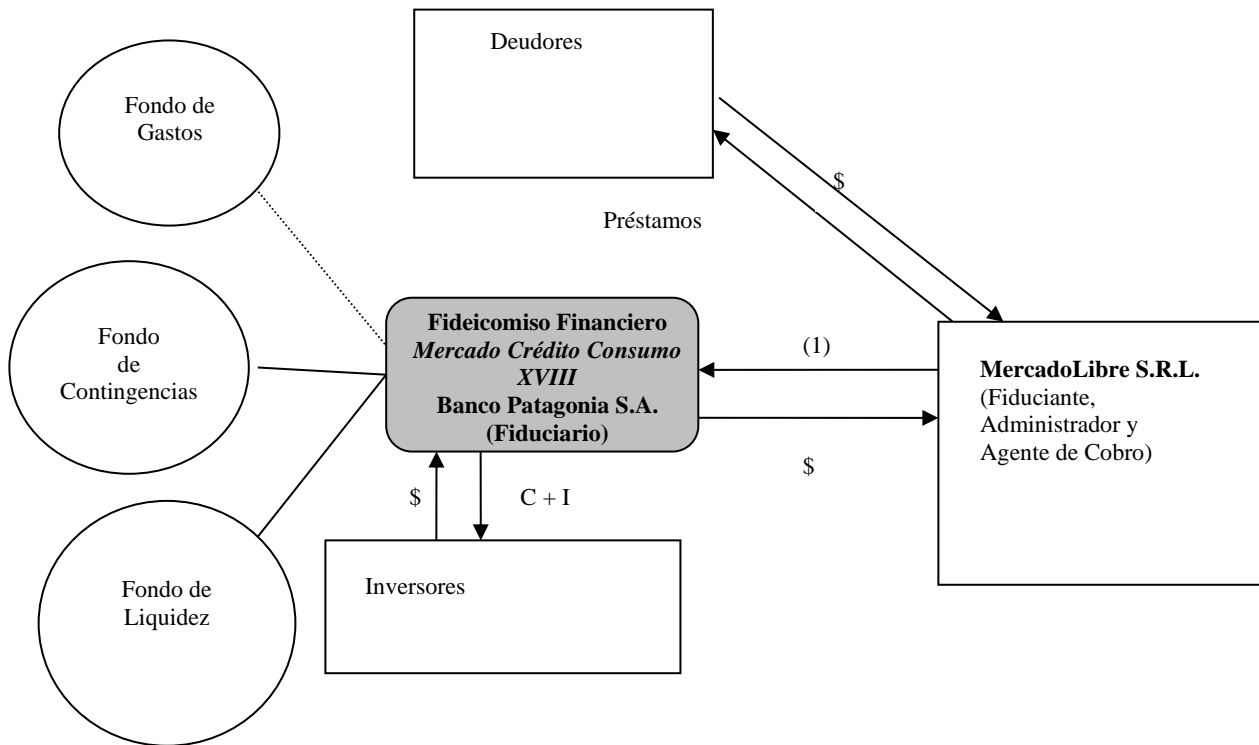 Deudores
Fondo de
Gastos
$
Préstamos
Fondo
de
Contingencias
Fideicomiso Financiero
Mercado Crédito Consumo
XVIII
Banco Patagonia S.A.
(Fiduciario)
(1)
MercadoLibre S.R.L.
(Fiduciante,
Administrador y
Agente de Cobro)
$
$
C + I
Fondo de
Liquidez
Inversores